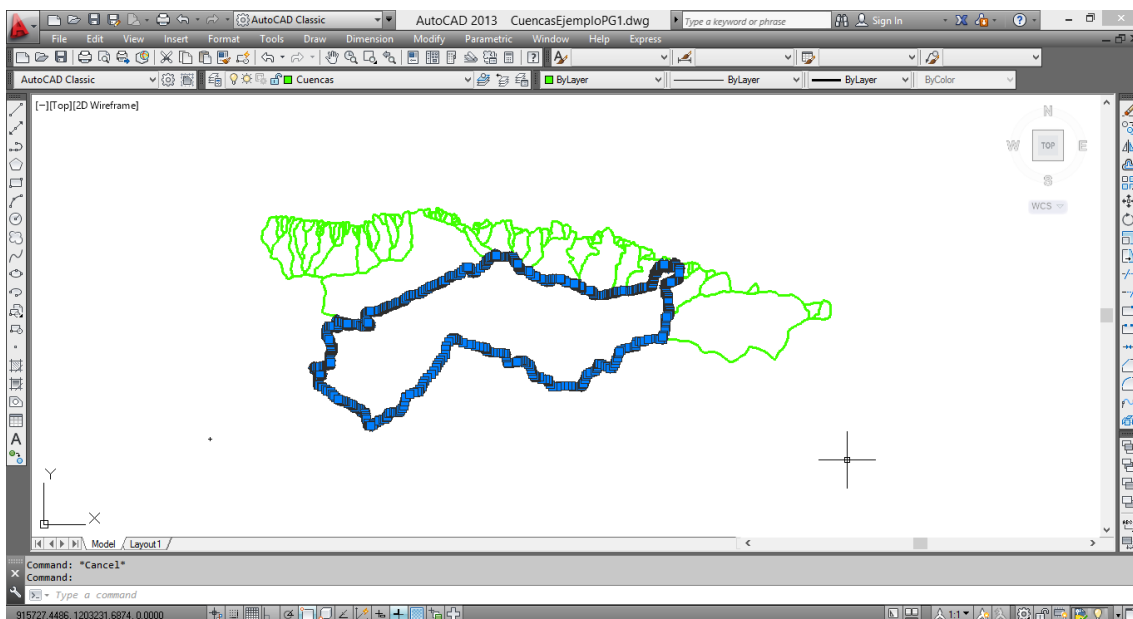 AutoCAD Classic AutoCAD 2013 CuencasEjemploPG1.dwg Type a keyword or phrase Sign In
File Edit View Insert Format Tools Draw Dimension Modify Parametric Window Help Express
AutoCAD Classic Cuencas ByLayer ByLayer ByLayer ByColor
[−][Top][2D Wireframe]
N
W TOP E
S
WCS
Y
X
Model Layout1
Command: *Cancel*
Command:
Type a command
915727.4486, 1203231.6874, 0.0000 1:1